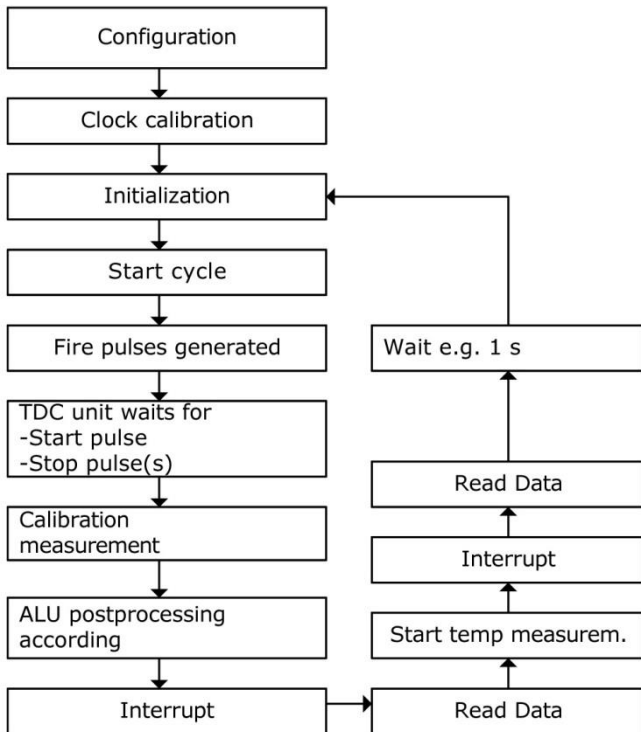 Configuration
Clock calibration
Initialization
Start cycle
Fire pulses generated
TDC unit waits for
-Start pulse
-Stop pulse(s)
Calibration
measurement
ALU postprocessing
according
Interrupt
Wait e.g. 1 s
Read Data
Interrupt
Start temp measurem.
Read Data